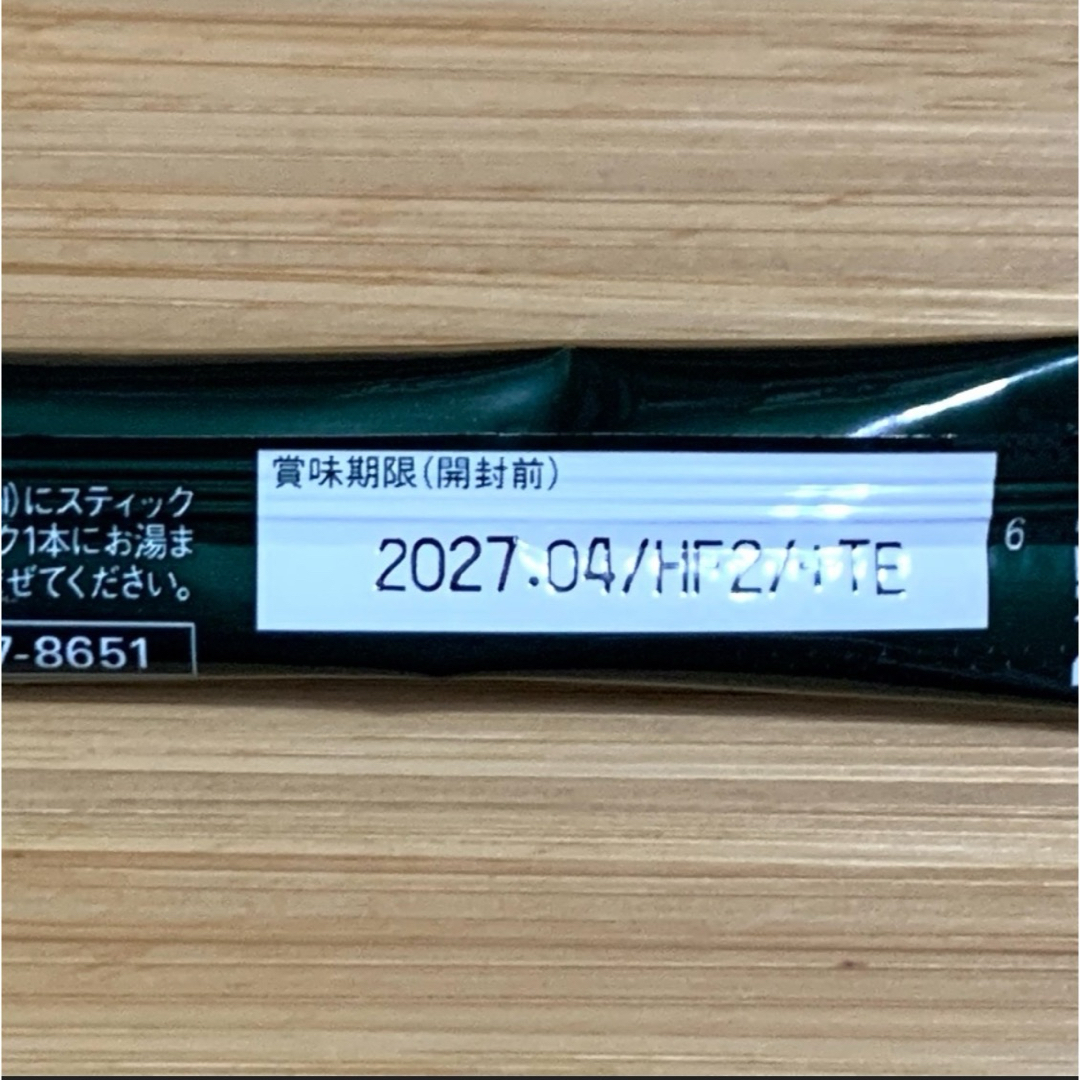 にスティック
ク1本にお湯ま
ぜてください。
7-8651
賞味期限(開封前)
2027.04/HF2/
6